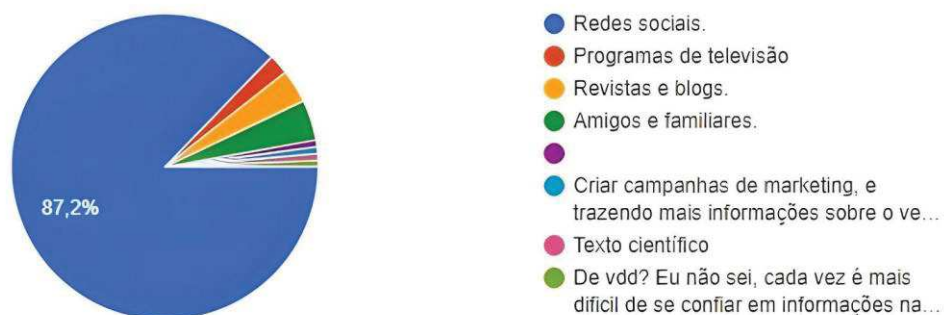 Redes sociais.
Programas de televisão
Revistas e blogs.
Amigos e familiares.
Criar campanhas de marketing, e
trazendo mais informações sobre o ve...
Texto científico
De vdd? Eu não sei, cada vez é mais
dificil de se confiar em informações na...
87,2%